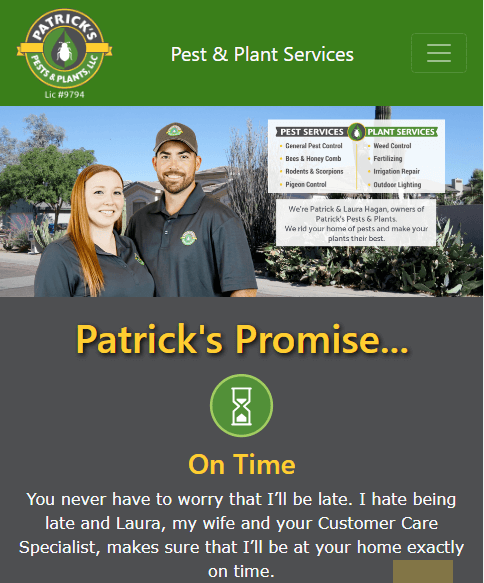 PATRICK'S
PESTS & PLANTS, LLC
Lic #9794
Pest & Plant Services
PEST SERVICES PLANT SERVICES
· General Pest Control · Weed Control
· Bees & Honey Comb · Fertilizing
· Rodents & Scorpions · Irrigation Repair
· Pigeon Control · Outdoor Lighting
We're Patrick & Laura Hagan, owners of
Patrick's Pests & Plants.
We rid your home of pests and make your
plants their best.
Patrick's Promise...
On Time
You never have to worry that I’ll be late. I hate being
late and Laura, my wife and your Customer Care
Specialist, makes sure that I’ll be at your home exactly
on time.